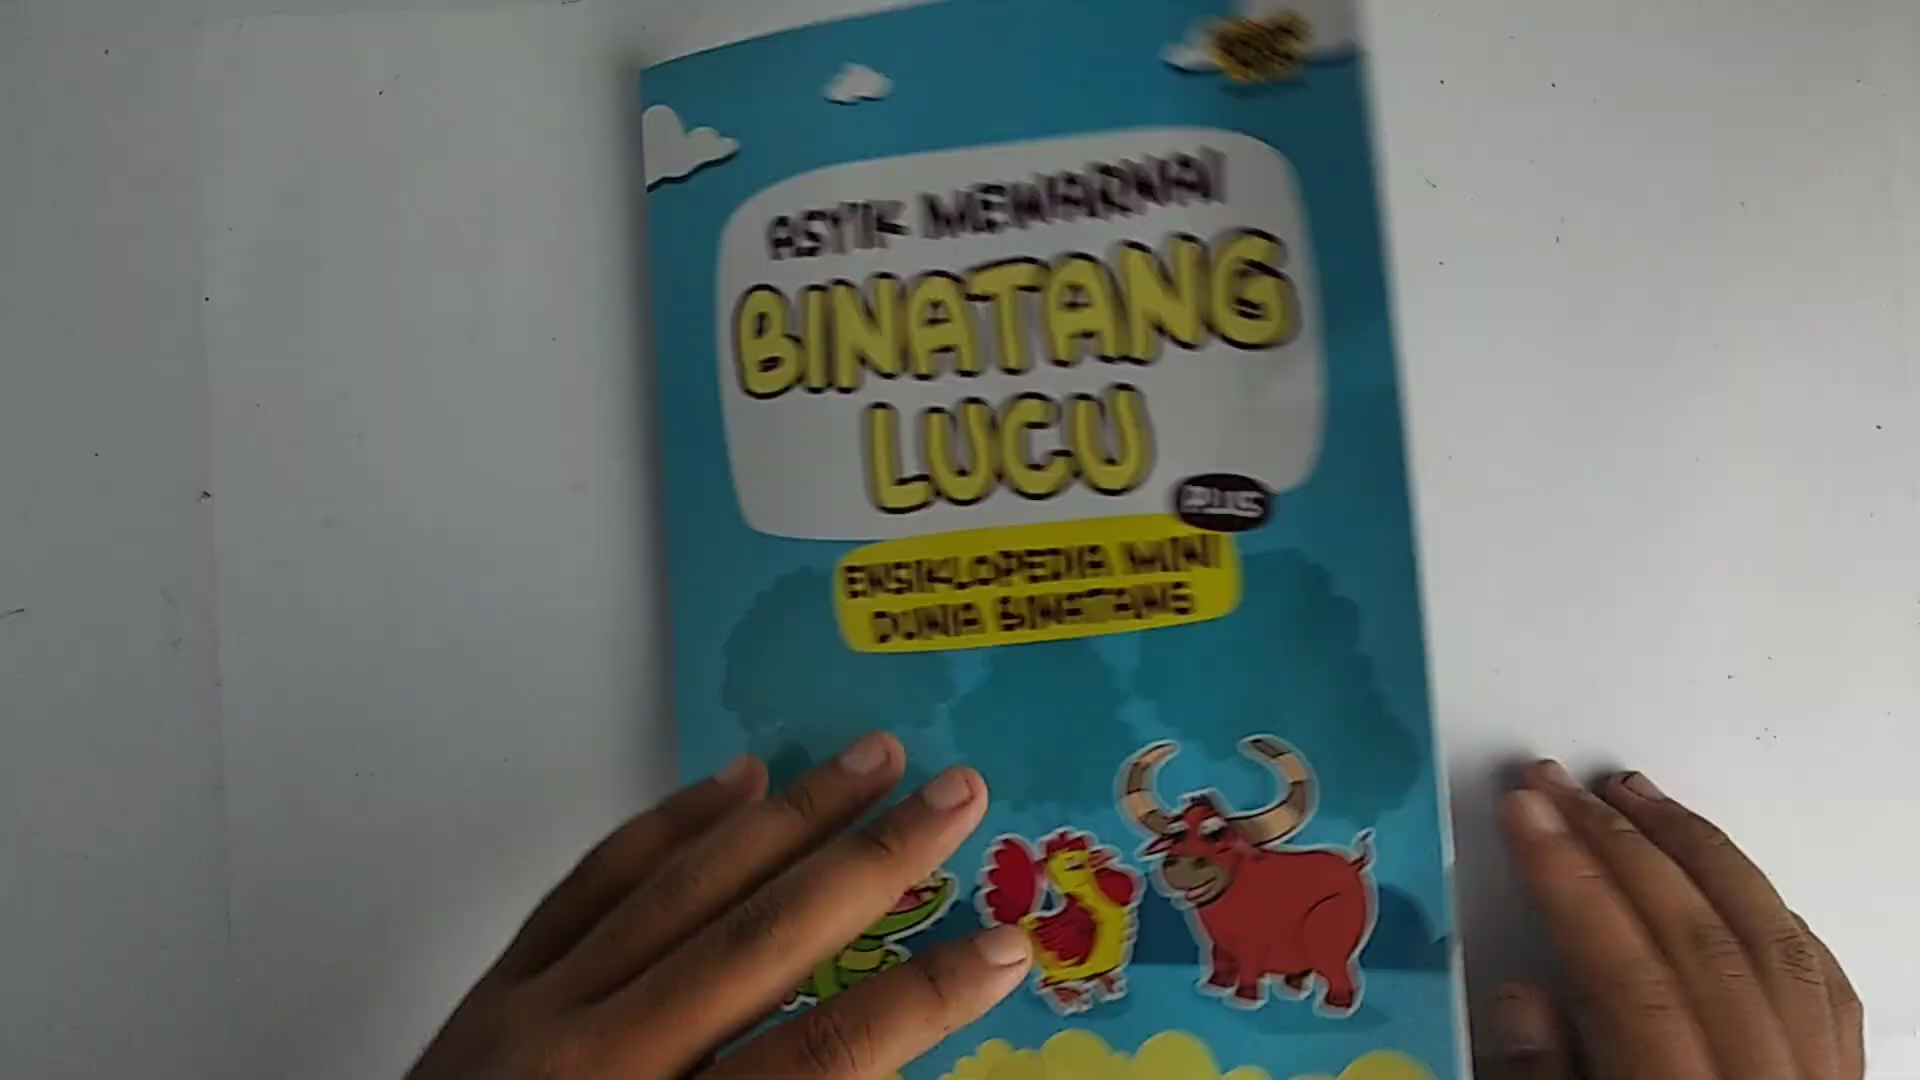 ASYIK MEWARNAI
BINATANG
LUCU
PLUS
ENSIKLOPEDIA MINI
DUNIA BINATANG